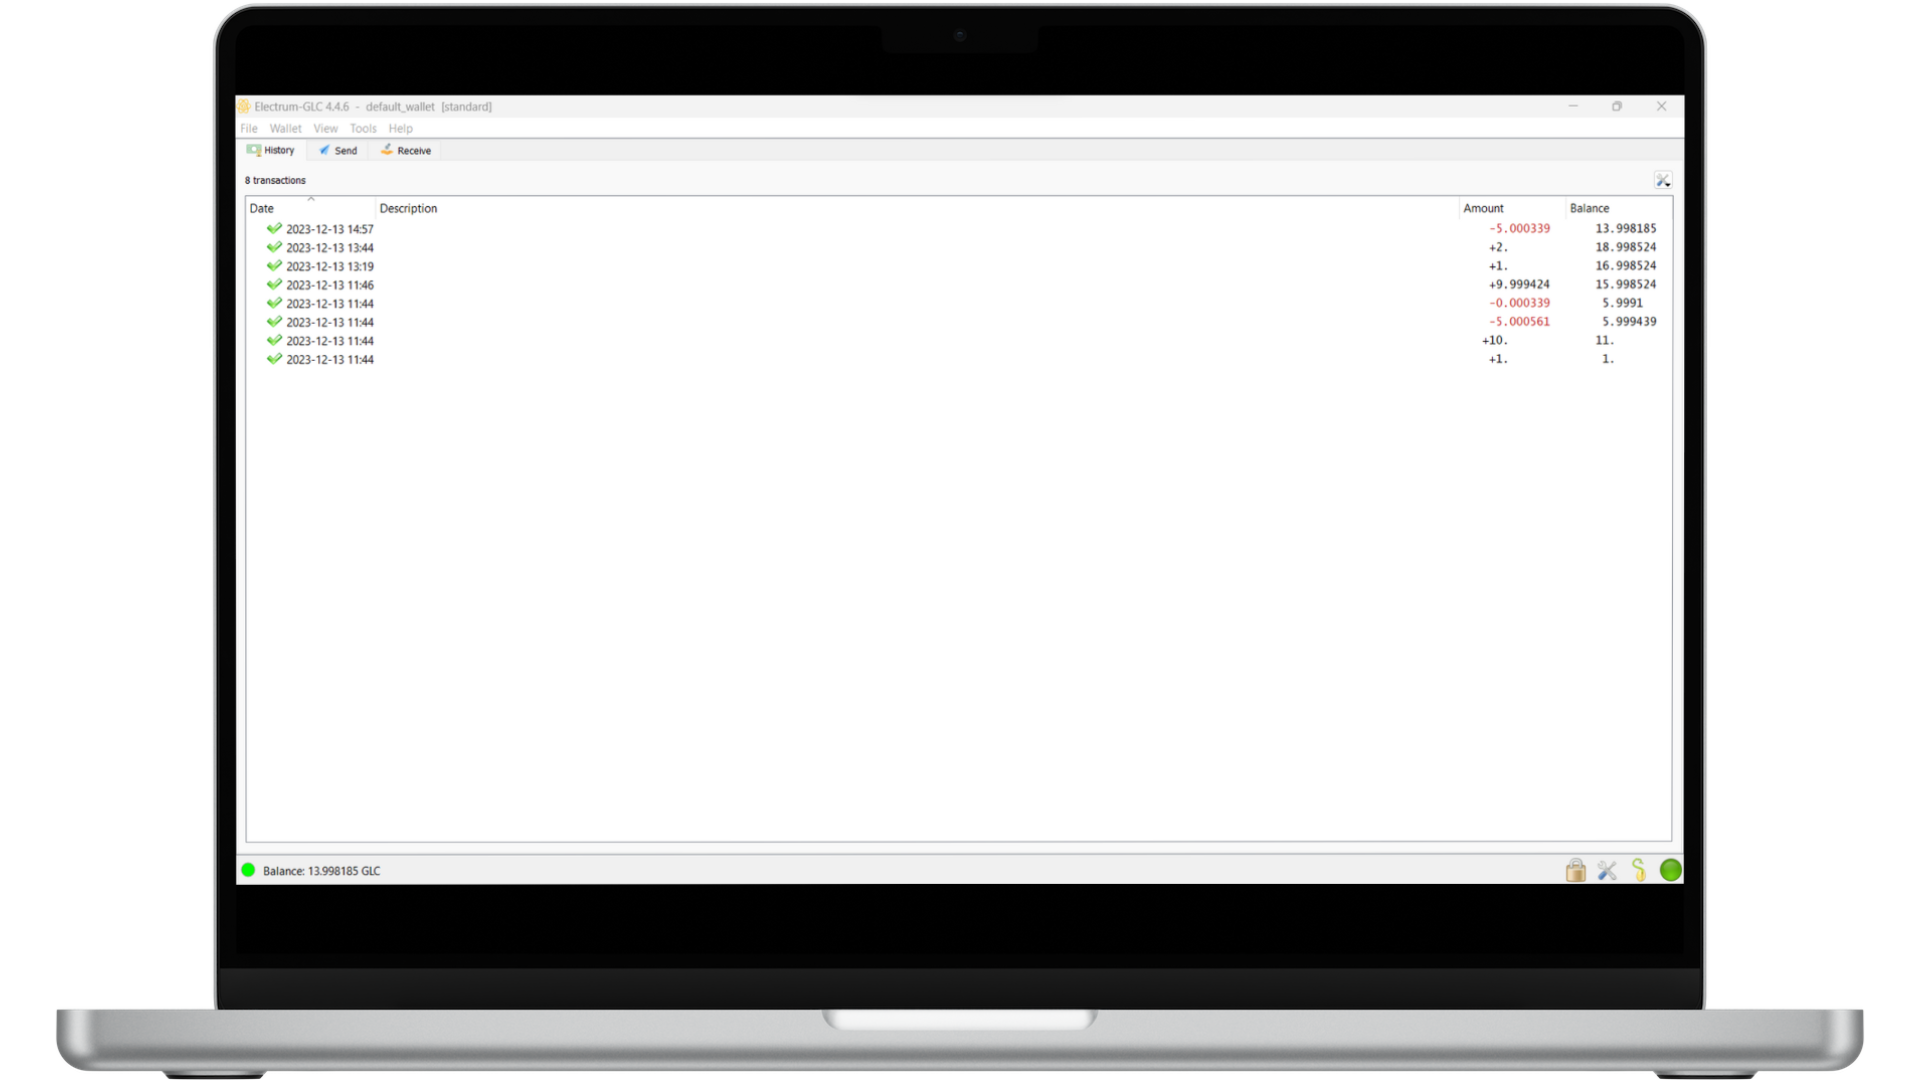 Electrum-GLC 4.4.6 - default_wallet [standard]
File Wallet View Tools Help
History Send Receive
8 transactions
Date Description Amount Balance
2023-12-13 14:57 -5.000339 13.998185
2023-12-13 13:44 +2. 18.998524
2023-12-13 13:19 +1. 16.998524
2023-12-13 11:46 +9.999424 15.998524
2023-12-13 11:44 -0.000339 5.9991
2023-12-13 11:44 -5.000561 5.999439
2023-12-13 11:44 +10. 11.
2023-12-13 11:44 +1. 1.
Balance: 13.998185 GLC